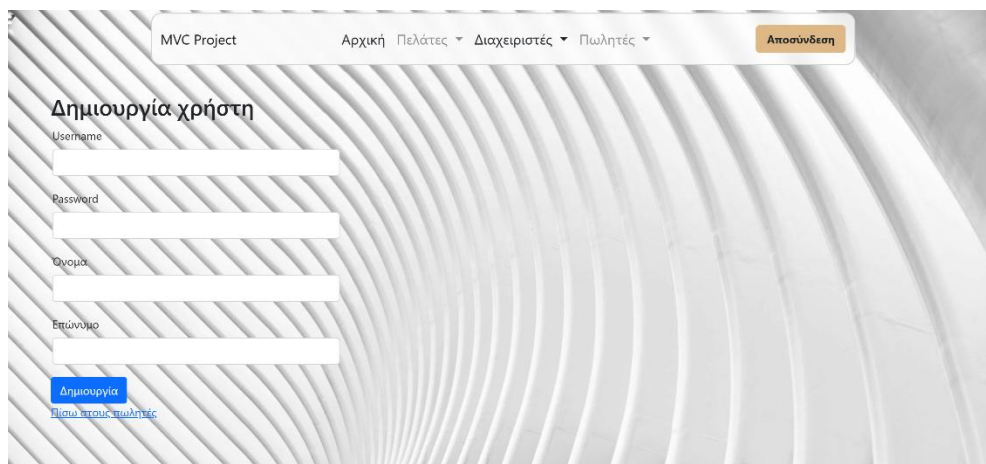 MVC Project Αρχική Πελάτες Διαχειριστές Πωλητές Αποσύνδεση
Δημιουργία χρήστη
Username
Password
Όνομα
Επώνυμο
Δημιουργία
Πίσω στους πωλητές